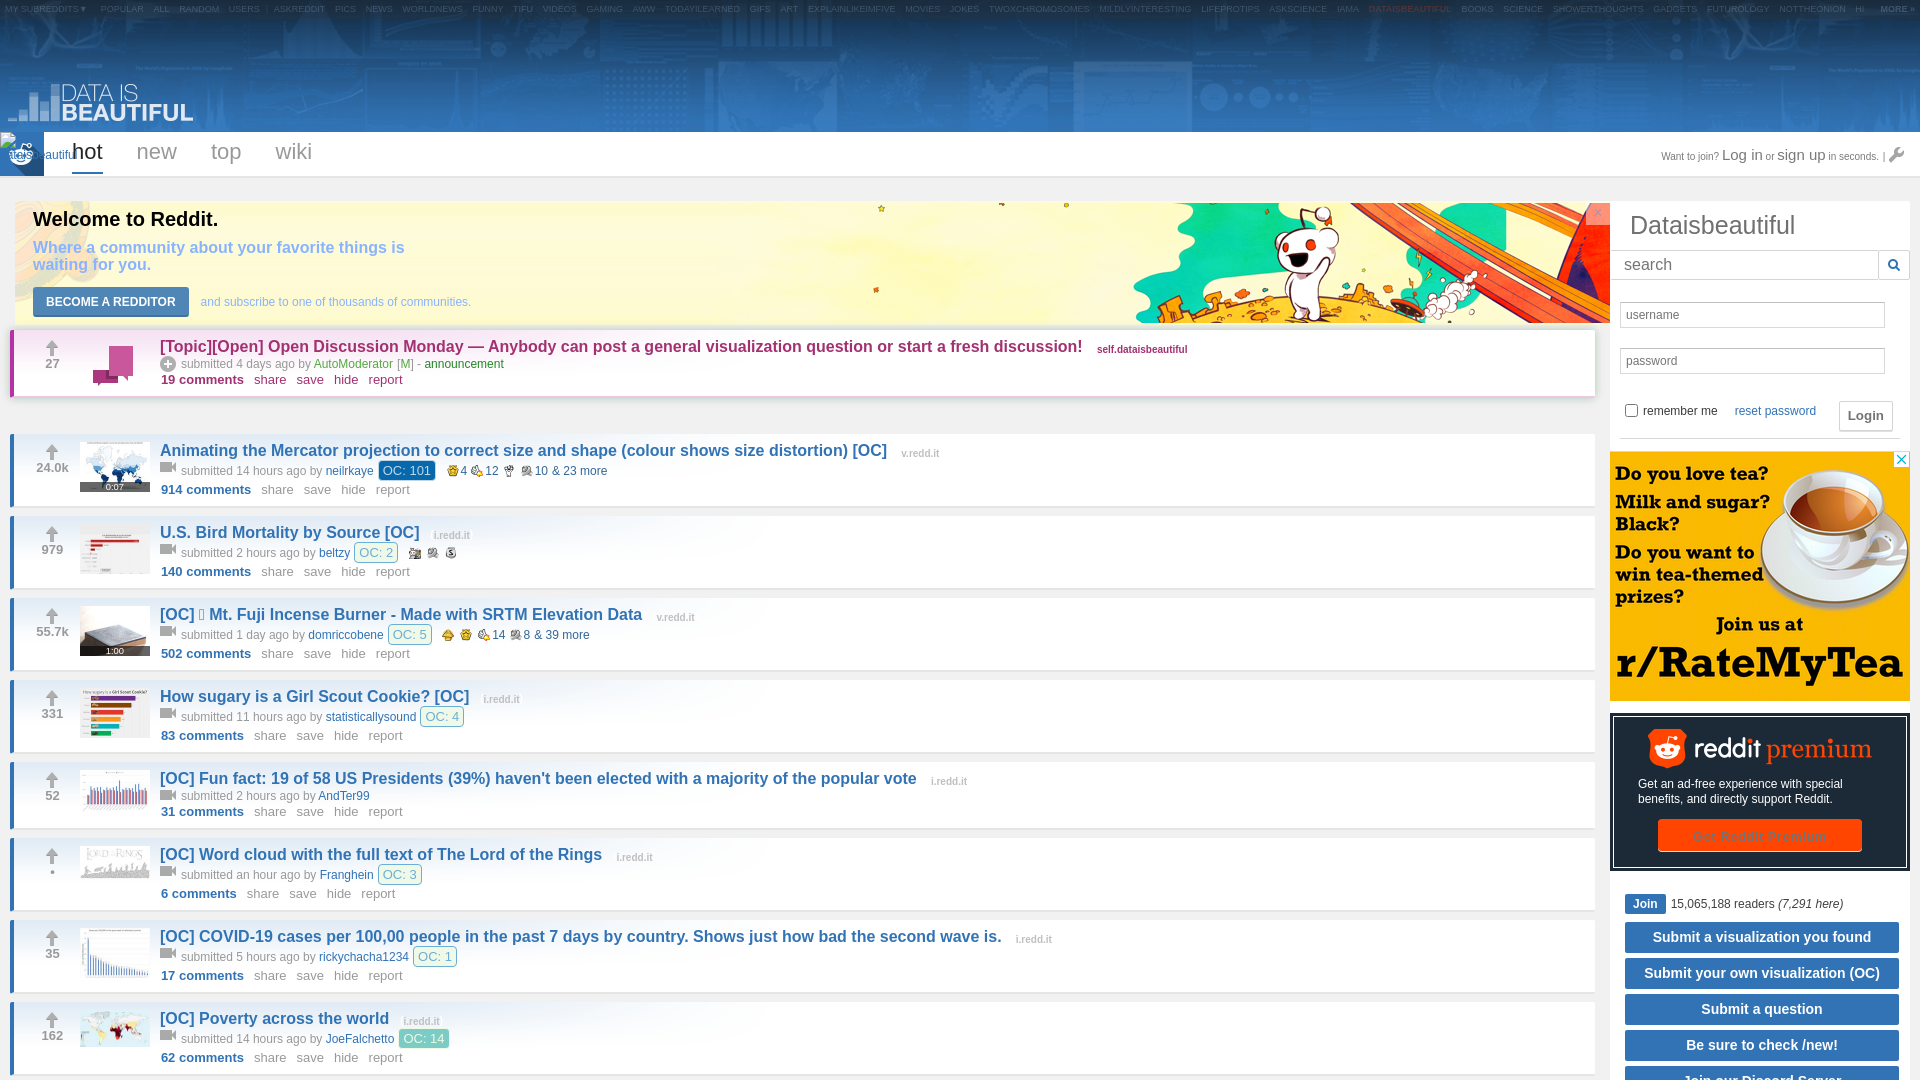 MY SUBREDDITS▼ POPULAR ALL RANDOM USERS | ASKREDDIT PICS NEWS WORLDNEWS FUNNY TIFU VIDEOS GAMING AWW TODAYILEARNED GIFS ART EXPLAINLIKEIMFIVE MOVIES JOKES TWOXCHROMOSOMES MILDLYINTERESTING LIFEPROTIPS ASKSCIENCE IAMA DATAISBEAUTIFUL BOOKS SCIENCE SHOWERTHOUGHTS GADGETS FUTUROLOGY NOTTHEONION HI MORE »
DATA IS
BEAUTIFUL
hot new top wiki
Want to join? Log in or sign up in seconds. |
Welcome to Reddit.
Where a community about your favorite things is
waiting for you.
BECOME A REDDITOR and subscribe to one of thousands of communities.
×
27
[Topic][Open] Open Discussion Monday — Anybody can post a general visualization question or start a fresh discussion! self.dataisbeautiful
submitted 4 days ago by AutoModerator [M] - announcement
19 comments share save hide report
24.0k
0:07
Animating the Mercator projection to correct size and shape (colour shows size distortion) [OC] v.redd.it
submitted 14 hours ago by neilrkaye OC: 101 4 12 10 & 23 more
914 comments share save hide report
979
U.S. Bird Mortality by Source [OC] i.redd.it
submitted 2 hours ago by beltzy OC: 2
140 comments share save hide report
55.7k
1:00
[OC] Mt. Fuji Incense Burner - Made with SRTM Elevation Data v.redd.it
submitted 1 day ago by domriccobene OC: 5 14 8 & 39 more
502 comments share save hide report
331
How sugary is a Girl Scout Cookie? [OC] i.redd.it
submitted 11 hours ago by statisticallysound OC: 4
83 comments share save hide report
52
[OC] Fun fact: 19 of 58 US Presidents (39%) haven't been elected with a majority of the popular vote i.redd.it
submitted 2 hours ago by AndTer99
31 comments share save hide report
•
[OC] Word cloud with the full text of The Lord of the Rings i.redd.it
submitted an hour ago by Franghein OC: 3
6 comments share save hide report
35
[OC] COVID-19 cases per 100,00 people in the past 7 days by country. Shows just how bad the second wave is. i.redd.it
submitted 5 hours ago by rickychacha1234 OC: 1
17 comments share save hide report
162
[OC] Poverty across the world i.redd.it
submitted 14 hours ago by JoeFalchetto OC: 14
62 comments share save hide report
Dataisbeautiful
search
username
password
remember me reset password Login
Do you love tea?
Milk and sugar?
Black?
Do you want to
win tea-themed
prizes?
Join us at
r/RateMyTea
reddit premium
Get an ad-free experience with special
benefits, and directly support Reddit.
Get Reddit Premium
Join 15,065,188 readers (7,291 here)
Submit a visualization you found
Submit your own visualization (OC)
Submit a question
Be sure to check /new!
Join our Discord Server